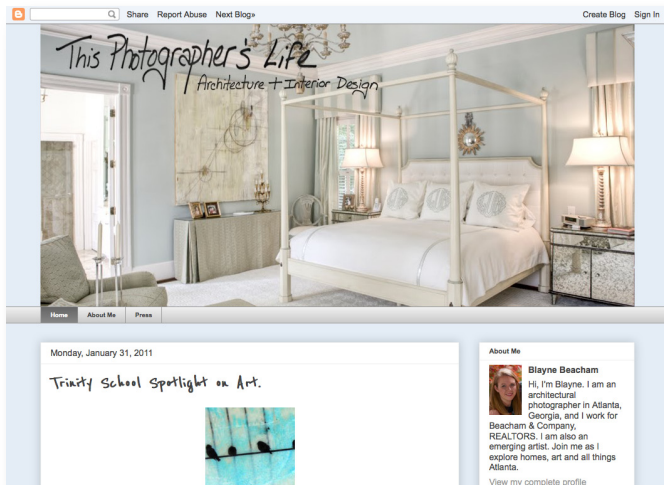 Share Report Abuse Next Blog»
Create Blog Sign In
This Photographer's Life
Architecture + Interior Design
Home About Me Press
Monday, January 31, 2011
Trinity School Spotlight on Art.
About Me
Blayne Beacham
Hi, I'm Blayne. I am an
architectural
photographer in Atlanta,
Georgia, and I work for
Beacham & Company,
REALTORS. I am also an
emerging artist. Join me as I
explore homes, art and all things
Atlanta.
View my complete profile